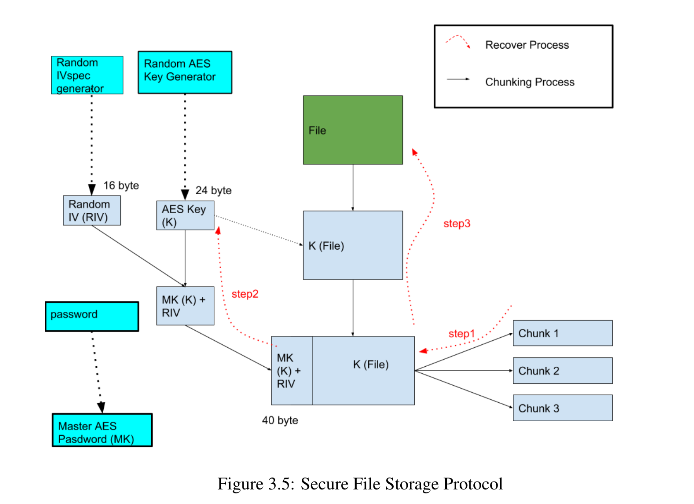 Random
IVspec
generator
Random AES
Key Generator
Recover Process
Chunking Process
File
16 byte
24 byte
Random
IV (RIV)
AES Key
(K)
step3
K (File)
step2
MK (K) +
RIV
password
step1
MK
(K) +
RIV
K (File)
Chunk 1
Chunk 2
Chunk 3
40 byte
Master AES
Pasdword (MK)
Figure 3.5: Secure File Storage Protocol